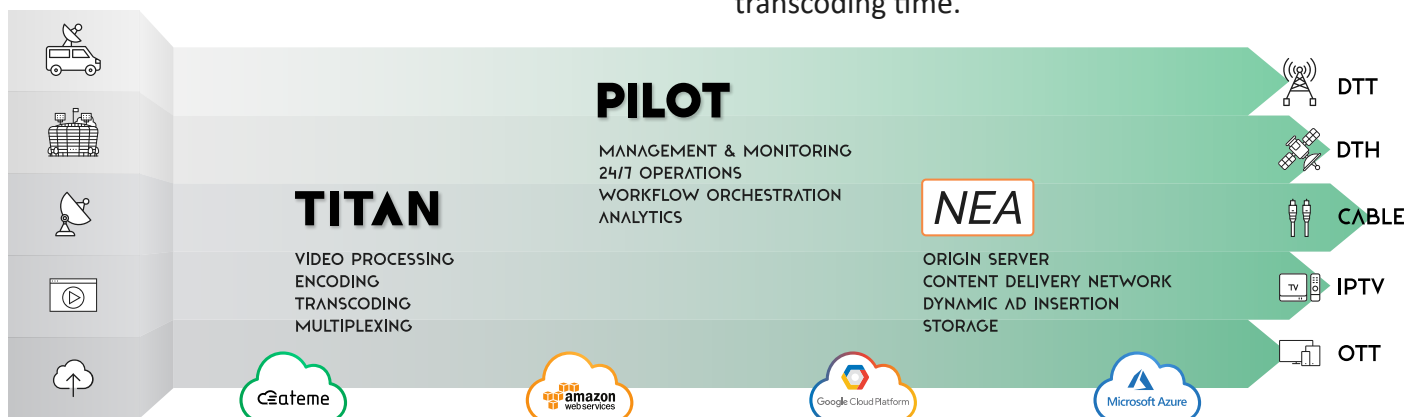 transcoding time.
PILOT
MANAGEMENT & MONITORING
24/7 OPERATIONS
WORKFLOW ORCHESTRATION
ANALYTICS
TITAN
VIDEO PROCESSING
ENCODING
TRANSCODING
MULTIPLEXING
NEA
ORIGIN SERVER
CONTENT DELIVERY NETWORK
DYNAMIC AD INSERTION
STORAGE
DTT
DTH
CABLE
TV
IPTV
OTT
ateme
amazon
webservices
Google Cloud Platform
Microsoft Azure